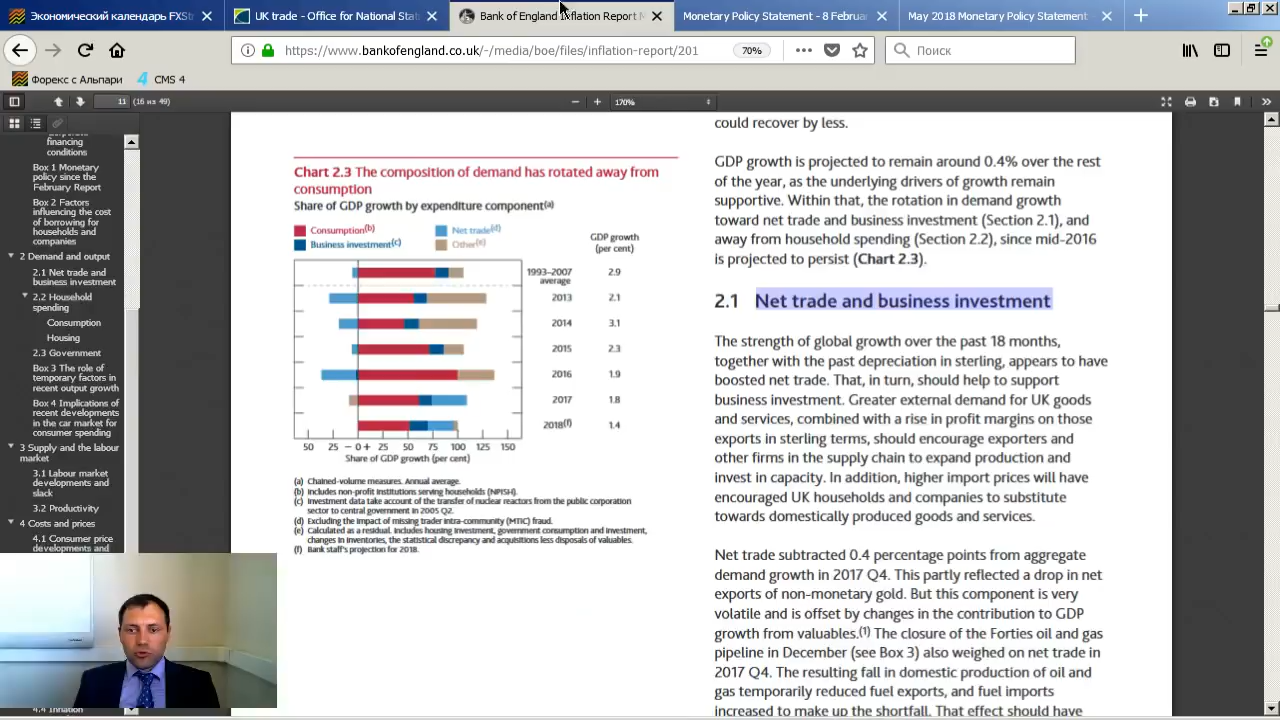 Экономический календарь FXSt
UK trade - Office for National Stat
Bank of England Inflation Report M
Monetary Policy Statement - 8 Februar
May 2018 Monetary Policy Statement
https://www.bankofengland.co.uk/-/media/boe/files/inflation-report/201
70%
Поиск
Форекс с Альпари
4 CMS 4
11 (16 из 49)
170%
Corporate
financing
conditions
Box 1 Monetary
policy since the
February Report
Box 2 Factors
influencing the cost
of borrowing for
households and
companies
2 Demand and output
2.1 Net trade and
business investment
2.2 Household
spending
Consumption
Housing
2.3 Government
Box 3 The role of
temporary factors in
recent output growth
Box 4 Implications of
recent developments
in the car market for
consumer spending
3 Supply and the labour
market
3.1 Labour market
developments and
slack
3.2 Productivity
4 Costs and prices
4.1 Consumer price
developments and
4.4 Inflation
Chart 2.3 The composition of demand has rotated away from
consumption
Share of GDP growth by expenditure component(a)
Consumption(b)
Net trade(d)
Business investment(c)
Other(e)
GDP growth
(per cent)
1993–2007
average
2.9
2013 2.1
2014 3.1
2015 2.3
2016 1.9
2017 1.8
2018(f) 1.4
50 25 – 0 + 25 50 75 100 125 150
Share of GDP growth (per cent)
(a) Chained-volume measures. Annual average.
(b) Includes non-profit institutions serving households (NPISH).
(c) Investment data take account of the transfer of nuclear reactors from the public corporation
sector to central government in 2005 Q2.
(d) Excluding the impact of missing trader intra-community (MTIC) fraud.
(e) Calculated as a residual. Includes housing investment, government consumption and investment,
changes in inventories, the statistical discrepancy and acquisitions less disposals of valuables.
(f) Bank staff's projection for 2018.
could recover by less.
GDP growth is projected to remain around 0.4% over the rest
of the year, as the underlying drivers of growth remain
supportive. Within that, the rotation in demand growth
toward net trade and business investment (Section 2.1), and
away from household spending (Section 2.2), since mid-2016
is projected to persist (Chart 2.3).
2.1 Net trade and business investment
The strength of global growth over the past 18 months,
together with the past depreciation in sterling, appears to have
boosted net trade. That, in turn, should help to support
business investment. Greater external demand for UK goods
and services, combined with a rise in profit margins on those
exports in sterling terms, should encourage exporters and
other firms in the supply chain to expand production and
invest in capacity. In addition, higher import prices will have
encouraged UK households and companies to substitute
towards domestically produced goods and services.
Net trade subtracted 0.4 percentage points from aggregate
demand growth in 2017 Q4. This partly reflected a drop in net
exports of non-monetary gold. But this component is very
volatile and is offset by changes in the contribution to GDP
growth from valuables.(1) The closure of the Forties oil and gas
pipeline in December (see Box 3) also weighed on net trade in
2017 Q4. The resulting fall in domestic production of oil and
gas temporarily reduced fuel exports, and fuel imports
increased to make up the shortfall. That effect should have